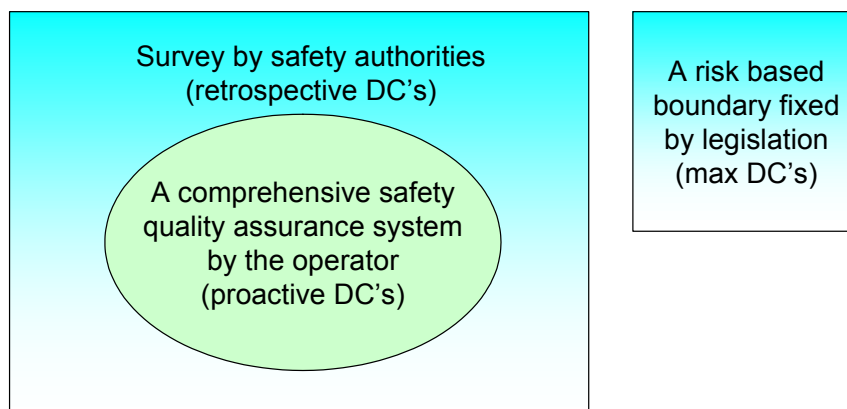 Survey by safety authorities
(retrospective DC's)
A comprehensive safety
quality assurance system
by the operator
(proactive DC's)
A risk based
boundary fixed
by legislation
(max DC's)